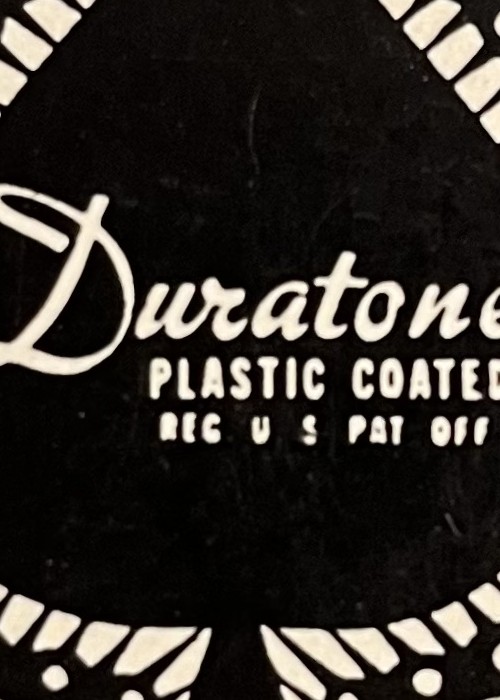 Duratone
PLASTIC COATED
REG U S PAT OFF